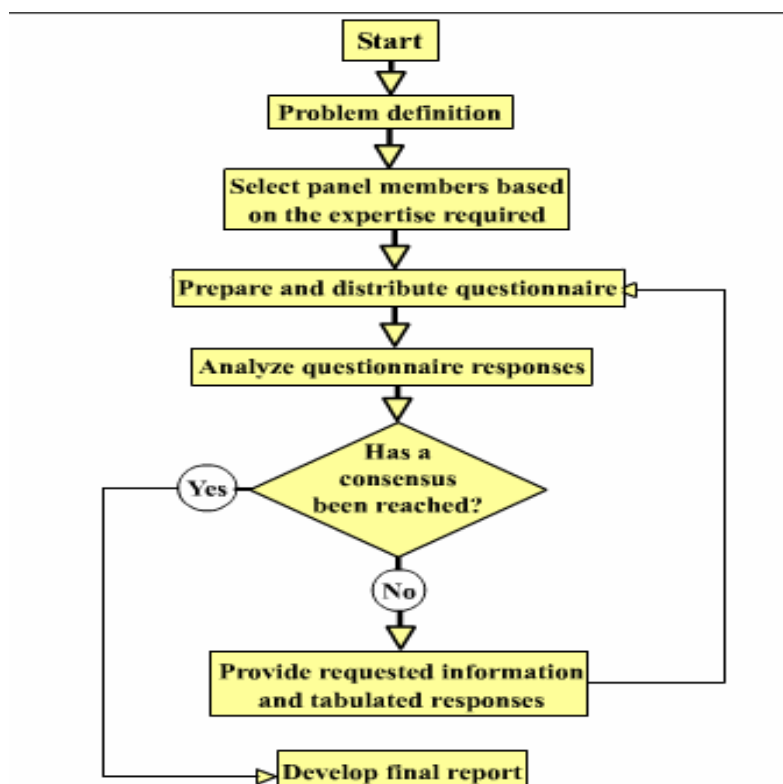 Start
Problem definition
Select panel members based
on the expertise required
Prepare and distribute questionnaire
Analyze questionnaire responses
Has a
consensus
been reached?
Yes
No
Provide requested information
and tabulated responses
Develop final report